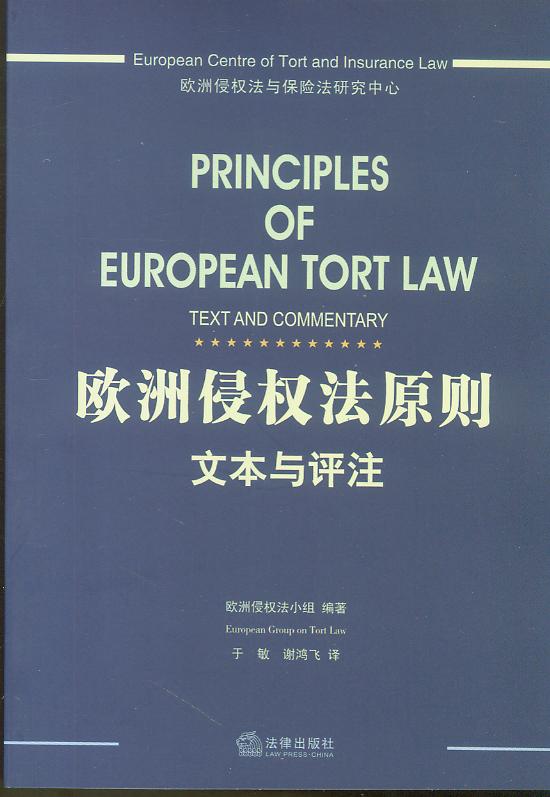 European Centre of Tort and Insurance Law
欧洲侵权法与保险法研究中心
PRINCIPLES
OF
EUROPEAN TORT LAW
TEXT AND COMMENTARY
欧洲侵权法原则
文本与评注
欧洲侵权法小组 编著
European Group on Tort Law
于 敏 谢鸿飞 译
法律出版社
LAW PRESS·CHINA